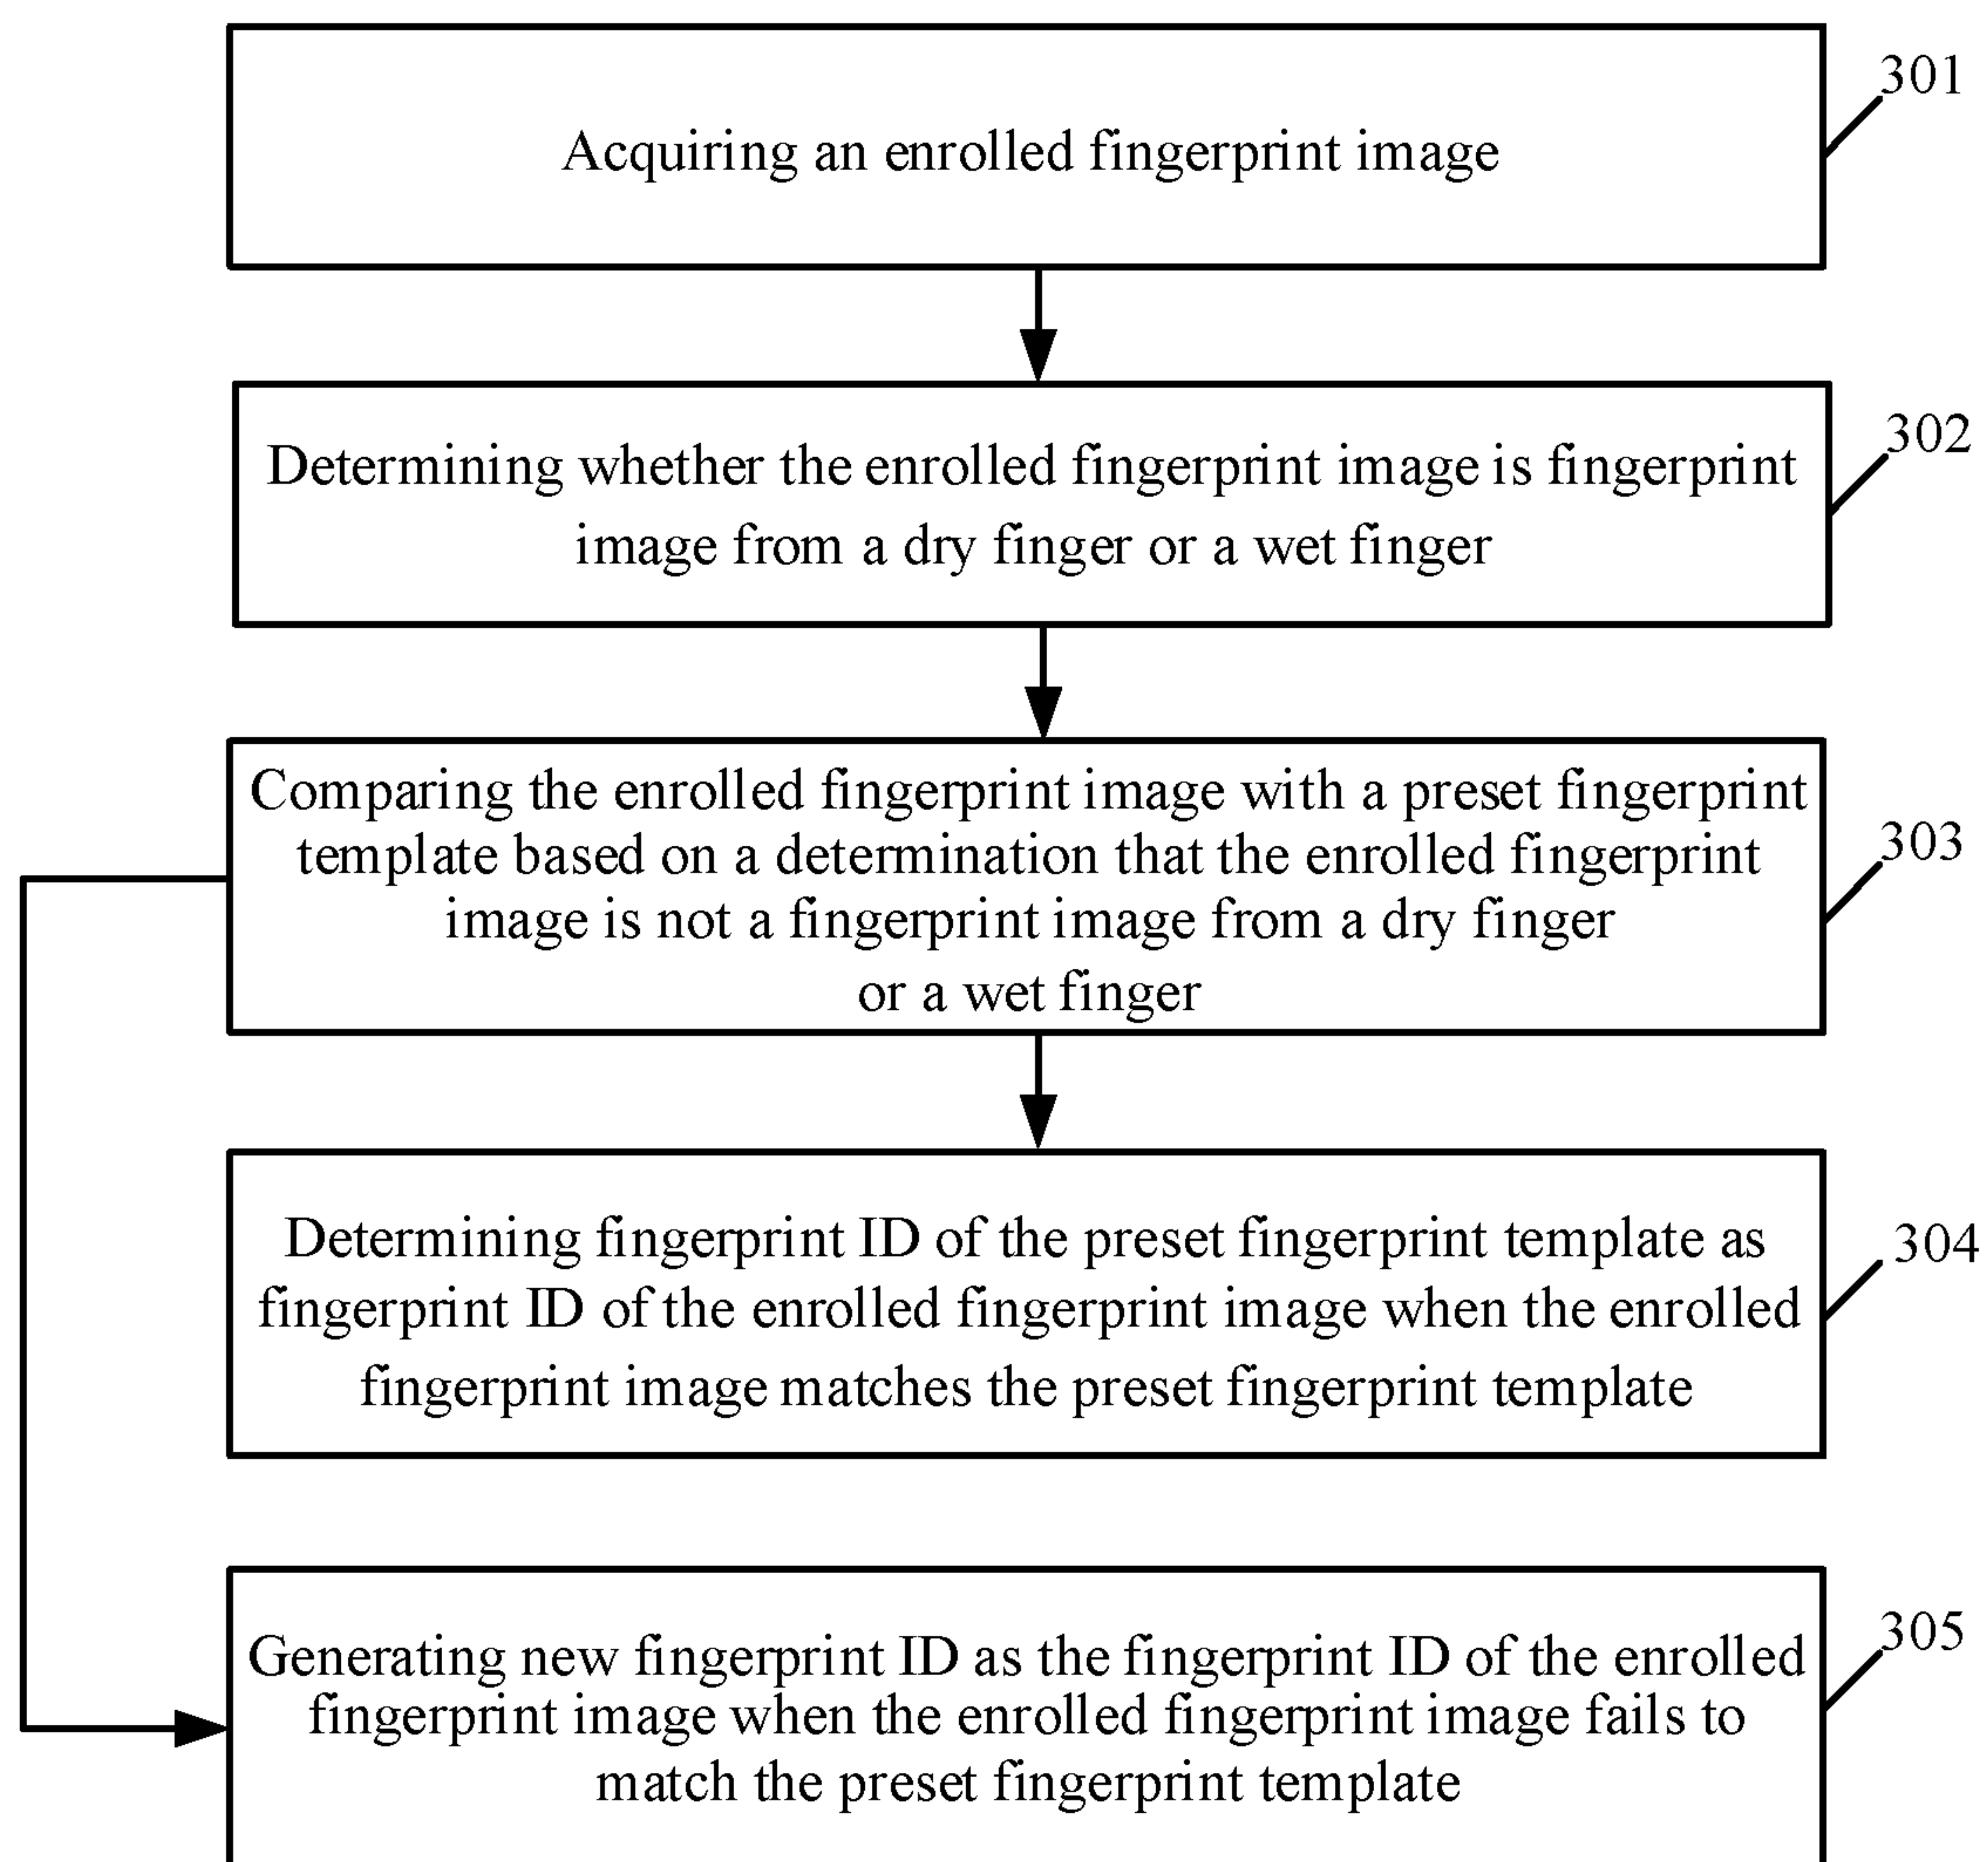 Acquiring an enrolled fingerprint image
301
Determining whether the enrolled fingerprint image is fingerprint
image from a dry finger or a wet finger
302
Comparing the enrolled fingerprint image with a preset fingerprint
template based on a determination that the enrolled fingerprint
image is not a fingerprint image from a dry finger
or a wet finger
303
Determining fingerprint ID of the preset fingerprint template as
fingerprint ID of the enrolled fingerprint image when the enrolled
fingerprint image matches the preset fingerprint template
304
Generating new fingerprint ID as the fingerprint ID of the enrolled
fingerprint image when the enrolled fingerprint image fails to
match the preset fingerprint template
305